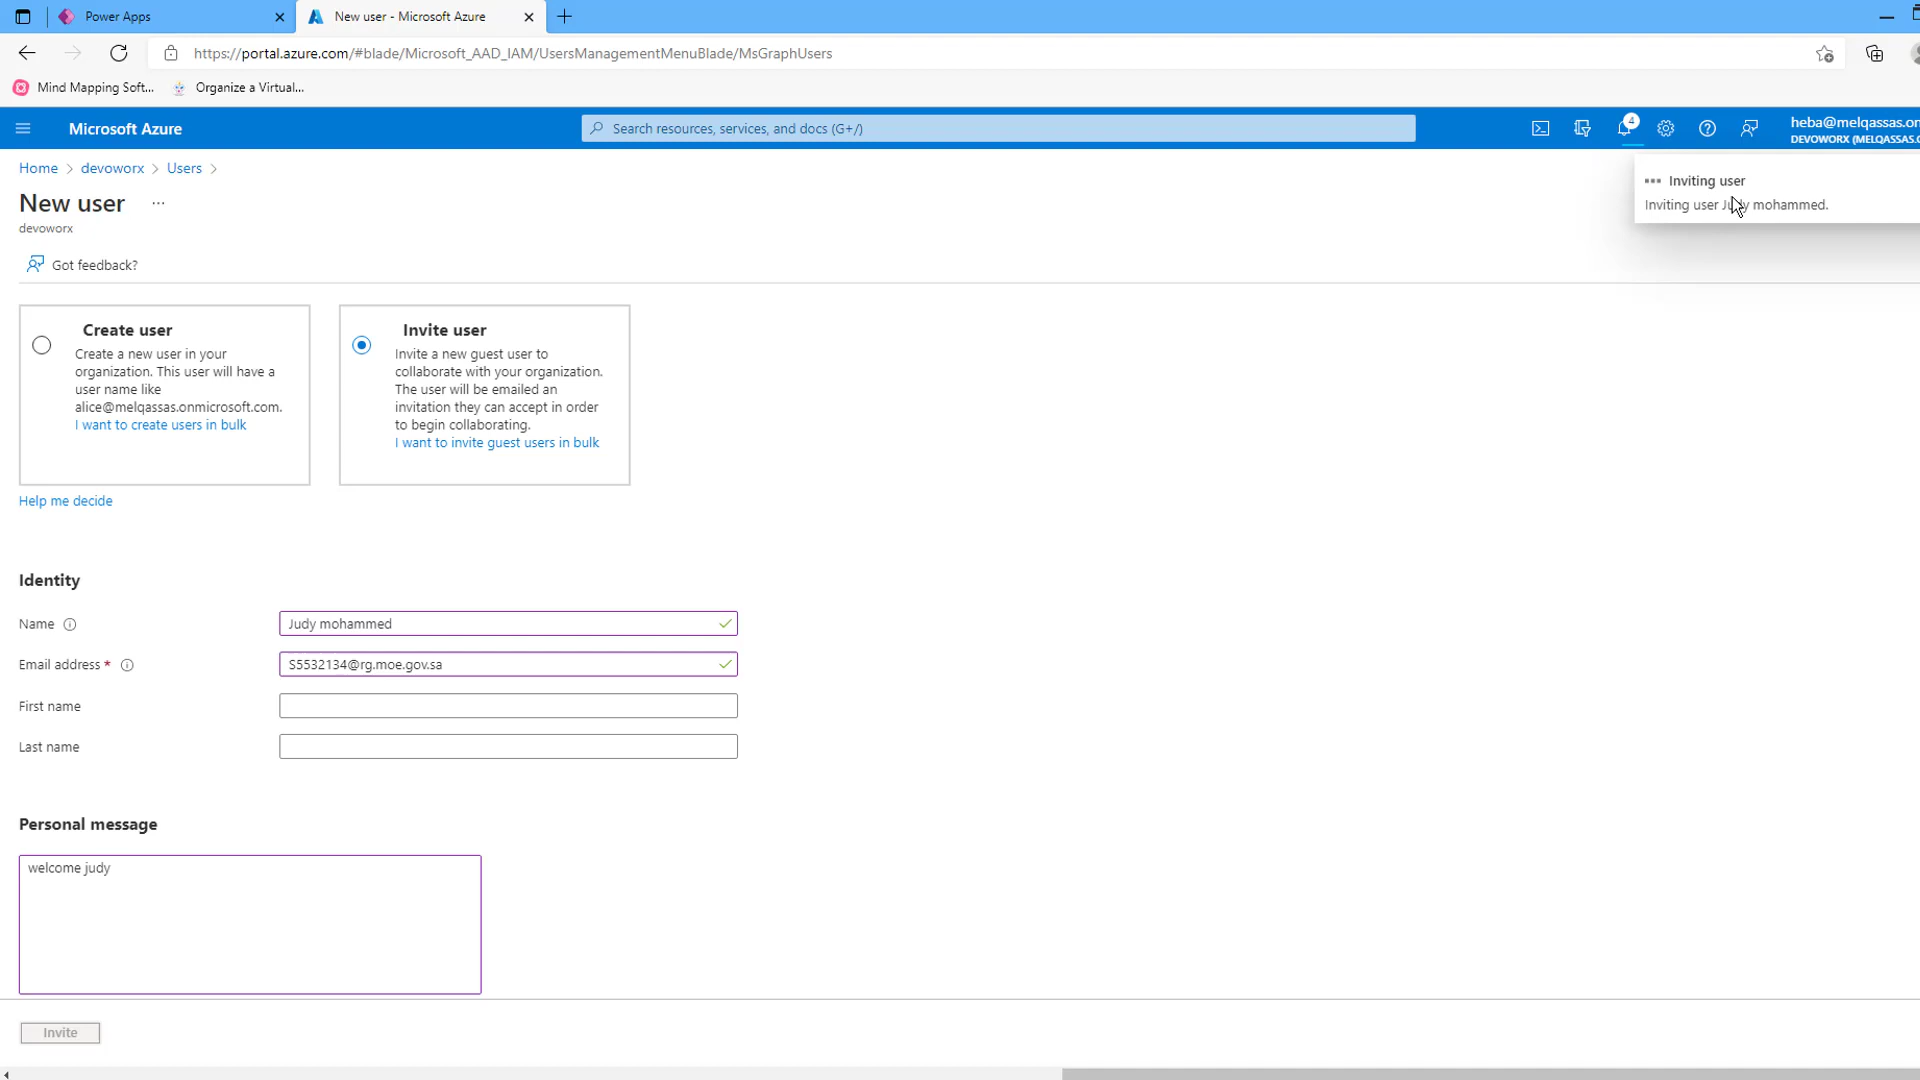 Power Apps
New user - Microsoft Azure
https://portal.azure.com/#blade/Microsoft_AAD_IAM/UsersManagementMenuBlade/MsGraphUsers
Mind Mapping Soft...
Organize a Virtual...
Microsoft Azure
Search resources, services, and docs (G+/)
4
heba@melqassas.on
DEVOWORX (MELQASSAS.O
Home > devoworx > Users >
Inviting user
Inviting user Judy mohammed.
New user ...
devoworx
Got feedback?
Create user
Create a new user in your
organization. This user will have a
user name like
alice@melqassas.onmicrosoft.com.
I want to create users in bulk
Invite user
Invite a new guest user to
collaborate with your organization.
The user will be emailed an
invitation they can accept in order
to begin collaborating.
I want to invite guest users in bulk
Help me decide
Identity
Name
Judy mohammed
Email address *
S5532134@rg.moe.gov.sa
First name
Last name
Personal message
welcome judy
Invite